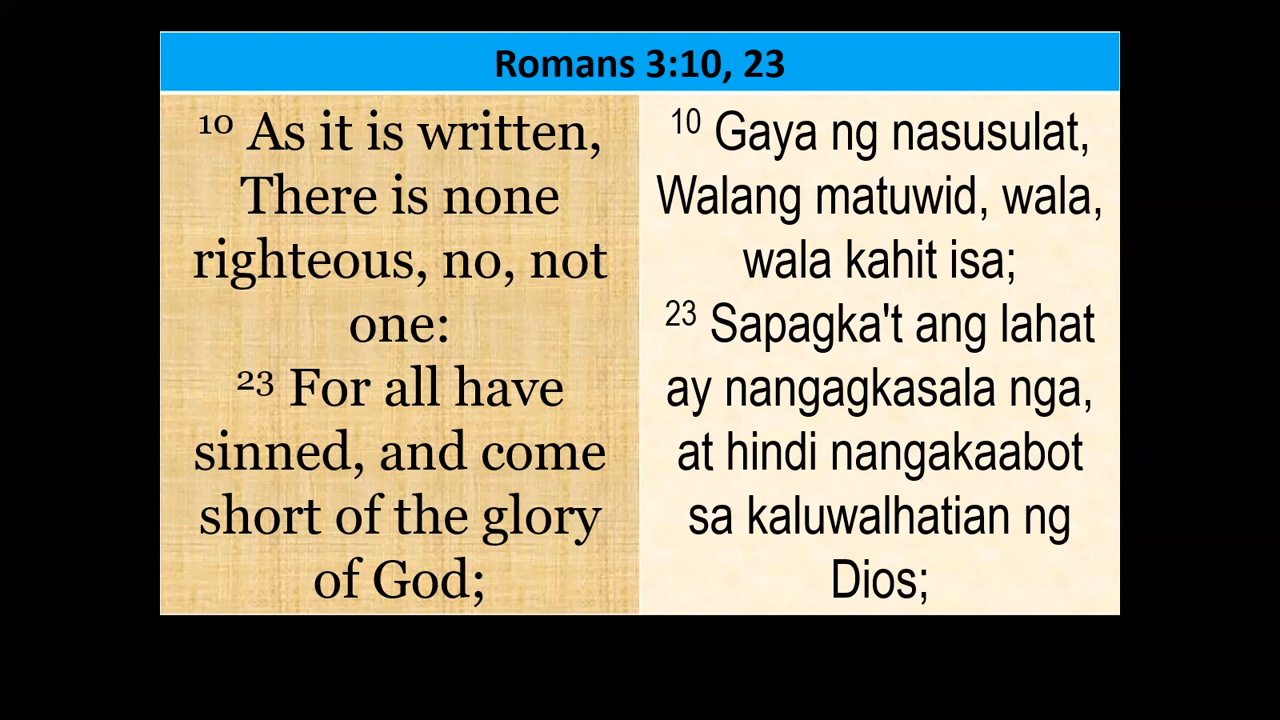 Romans 3:10, 23
10 As it is written,
There is none
righteous, no, not
one:
23 For all have
sinned, and come
short of the glory
of God;
10 Gaya ng nasusulat,
Walang matuwid, wala,
wala kahit isa;
23 Sapagka't ang lahat
ay nangagkasala nga,
at hindi nangakaabot
sa kaluwalhatian ng
Dios;